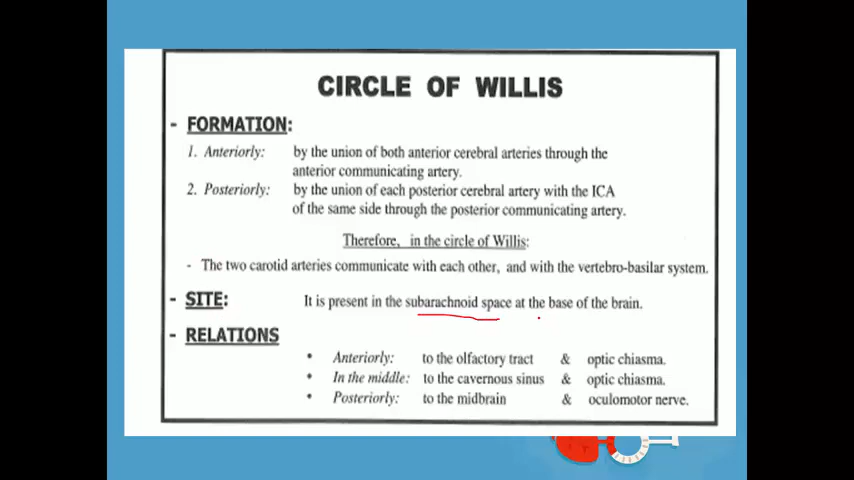 CIRCLE OF WILLIS
- FORMATION:
1. Anteriorly: by the union of both anterior cerebral arteries through the
anterior communicating artery.
2. Posteriorly: by the union of each posterior cerebral artery with the ICA
of the same side through the posterior communicating artery.
Therefore, in the circle of Willis:
- The two carotid arteries communicate with each other, and with the vertebro-basilar system.
- SITE: It is present in the subarachnoid space at the base of the brain.
- RELATIONS
• Anteriorly: to the olfactory tract & optic chiasma.
• In the middle: to the cavernous sinus & optic chiasma.
• Posteriorly: to the midbrain & oculomotor nerve.